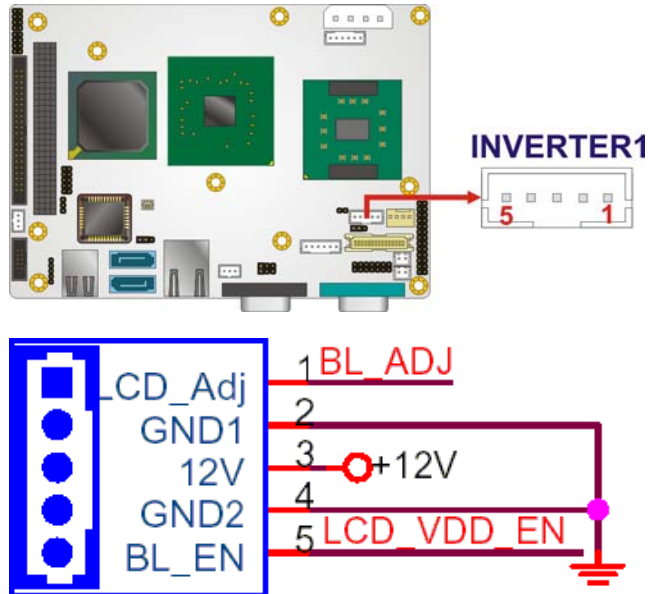 INVERTER1
5 1
LCD_Adj 1 BL_ADJ
GND1 2
12V 3 +12V
GND2 4
BL_EN 5 LCD_VDD_EN